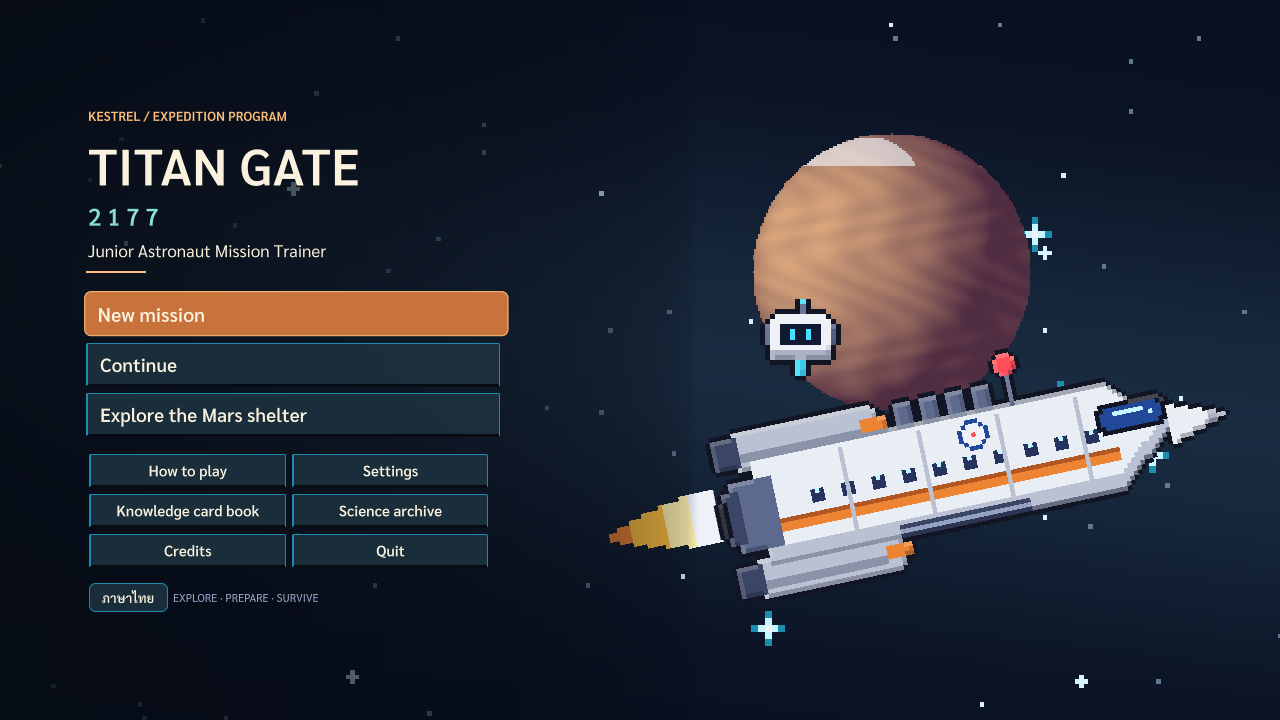 KESTREL / EXPEDITION PROGRAM
TITAN GATE
2177
Junior Astronaut Mission Trainer
New mission
Continue
Explore the Mars shelter
How to play
Settings
Knowledge card book
Science archive
Credits
Quit
ภาษาไทย
EXPLORE · PREPARE · SURVIVE